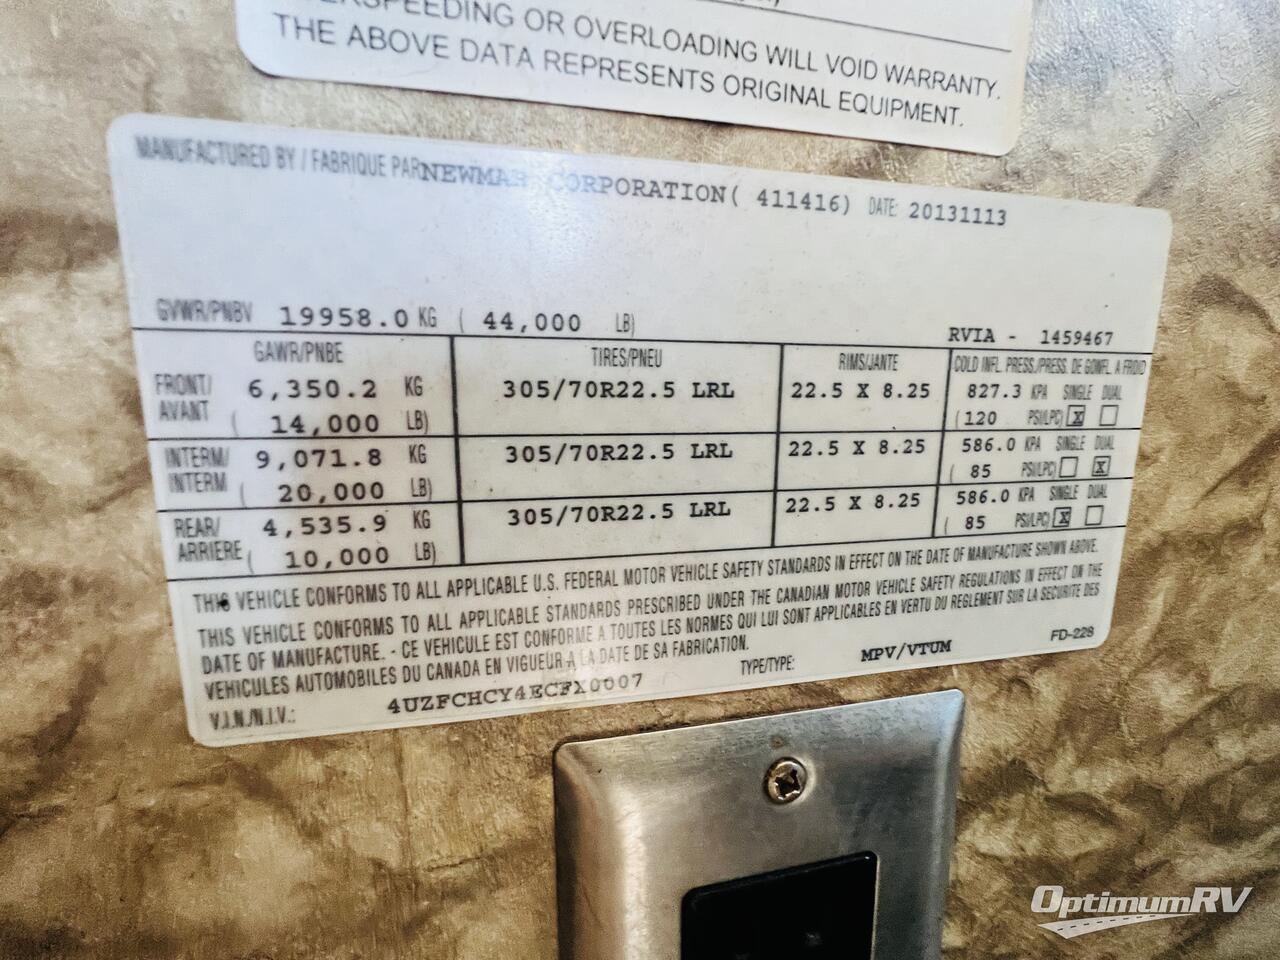 OVERSPEEDING OR OVERLOADING WILL VOID WARRANTY.
THE ABOVE DATA REPRESENTS ORIGINAL EQUIPMENT.
MANUFACTURED BY / FABRIQUE PAR NEWMAR CORPORATION( 411416) DATE: 20131113
GVWR/PNBV 19958.0 KG ( 44,000 LB)
RVIA - 1459467
GAWR/PNBE TIRES/PNEU RIMS/JANTE COLD INFL. PRESS./PRESS. DE GONFL. A FROID
FRONT/ 6,350.2 KG 305/70R22.5 LRL 22.5 X 8.25 827.3 KPA SINGLE DUAL
AVANT ( 14,000 LB) (120 PSI/LPC) X
INTERM/ 9,071.8 KG 305/70R22.5 LRL 22.5 X 8.25 586.0 KPA SINGLE DUAL
INTERM ( 20,000 LB) ( 85 PSI/LPC) X
REAR/ 4,535.9 KG 305/70R22.5 LRL 22.5 X 8.25 586.0 KPA SINGLE DUAL
ARRIERE ( 10,000 LB) ( 85 PSI/LPC) X
THIS VEHICLE CONFORMS TO ALL APPLICABLE U.S. FEDERAL MOTOR VEHICLE SAFETY STANDARDS IN EFFECT ON THE DATE OF MANUFACTURE SHOWN ABOVE.
THIS VEHICLE CONFORMS TO ALL APPLICABLE STANDARDS PRESCRIBED UNDER THE CANADIAN MOTOR VEHICLE SAFETY REGULATIONS IN EFFECT ON THE
DATE OF MANUFACTURE. - CE VEHICULE EST CONFORME A TOUTES LES NORMES QUI LUI SONT APPLICABLES EN VERTU DU REGLEMENT SUR LA SECURITE DES
VEHICULES AUTOMOBILES DU CANADA EN VIGUEUR A LA DATE DE SA FABRICATION.
V.I.N./N.I.V.: 4UZFCHCY4ECFX0007 TYPE/TYPE: MPV/VTUM FD-228
OPTIMUMRV